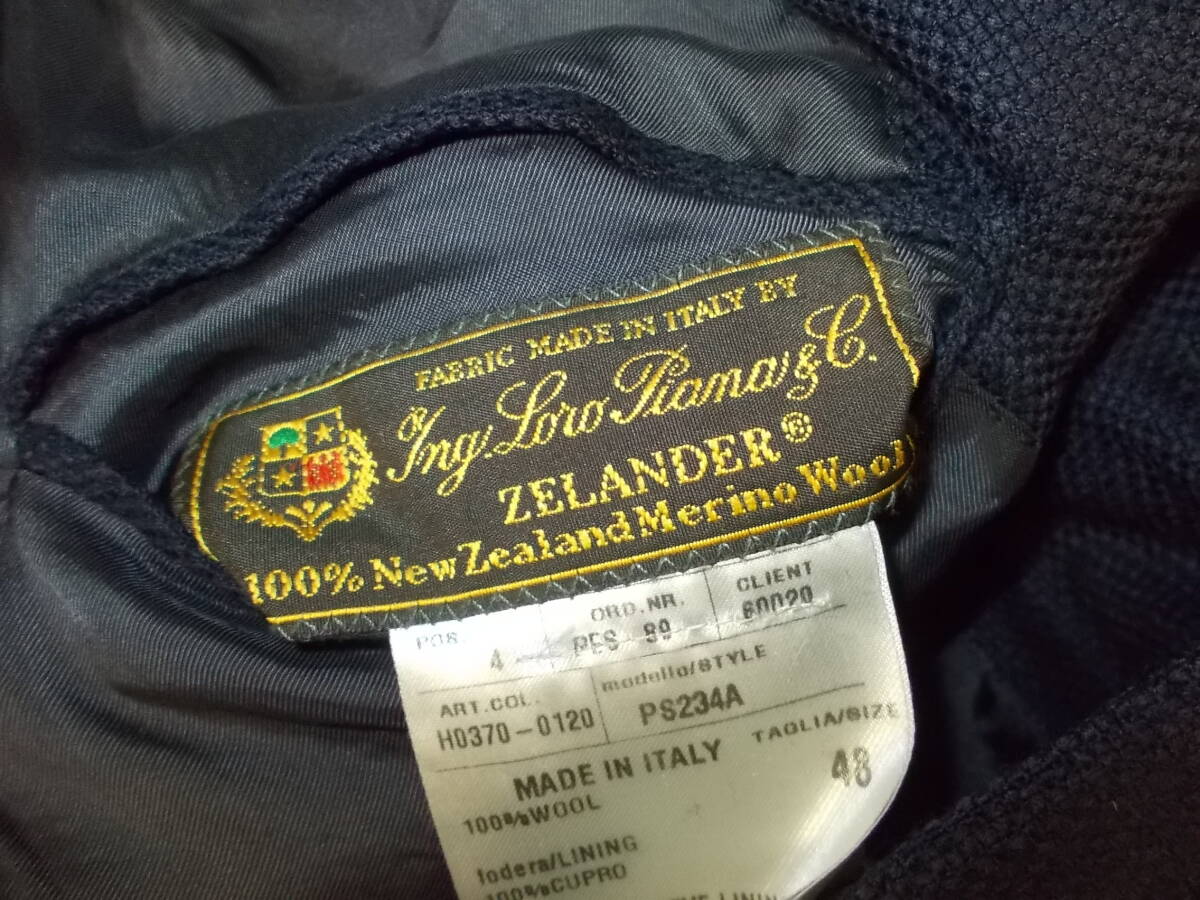 FABRIC MADE IN ITALY BY
Ing. Loro Piana & C.
ZELANDER®
100% New Zealand Merino Wool
POS. ORD.NR. CLIENT
4 RES 89 60020
ART.COL. modello/STYLE
H0370-0120 PS234A
MADE IN ITALY TAGLIA/SIZE
48
100%WOOL
fodera/LINING
100%CUPRO